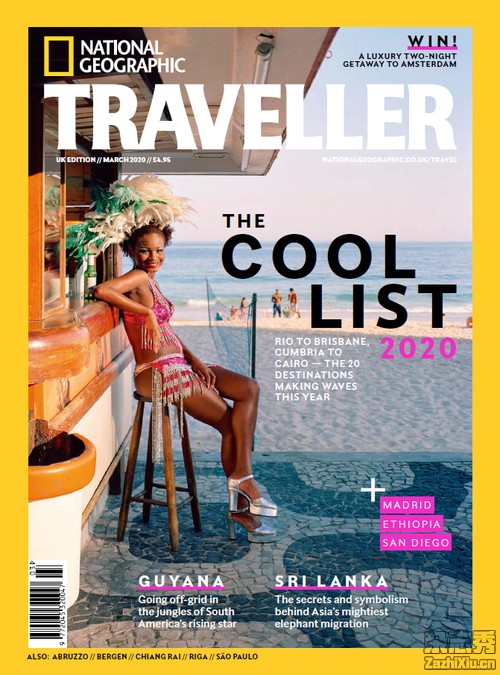 NATIONAL
GEOGRAPHIC
WIN!
A LUXURY TWO-NIGHT
GETAWAY TO AMSTERDAM
TRAVELLER
UK EDITION // MARCH 2020 // £4.95
NATIONALGEOGRAPHIC.CO.UK/TRAVEL
THE
COOL
LIST
2020
RIO TO BRISBANE,
CUMBRIA TO
CAIRO — THE 20
DESTINATIONS
MAKING WAVES
THIS YEAR
+
MADRID
ETHIOPIA
SAN DIEGO
GUYANA
Going off-grid in
the jungles of South
America's rising star
SRI LANKA
The secrets and symbolism
behind Asia's mightiest
elephant migration
03
9 772043 520047
ALSO: ABRUZZO // BERGEN // CHIANG RAI // RIGA // SÃO PAULO
杂志秀
ZazhiXiu.cn